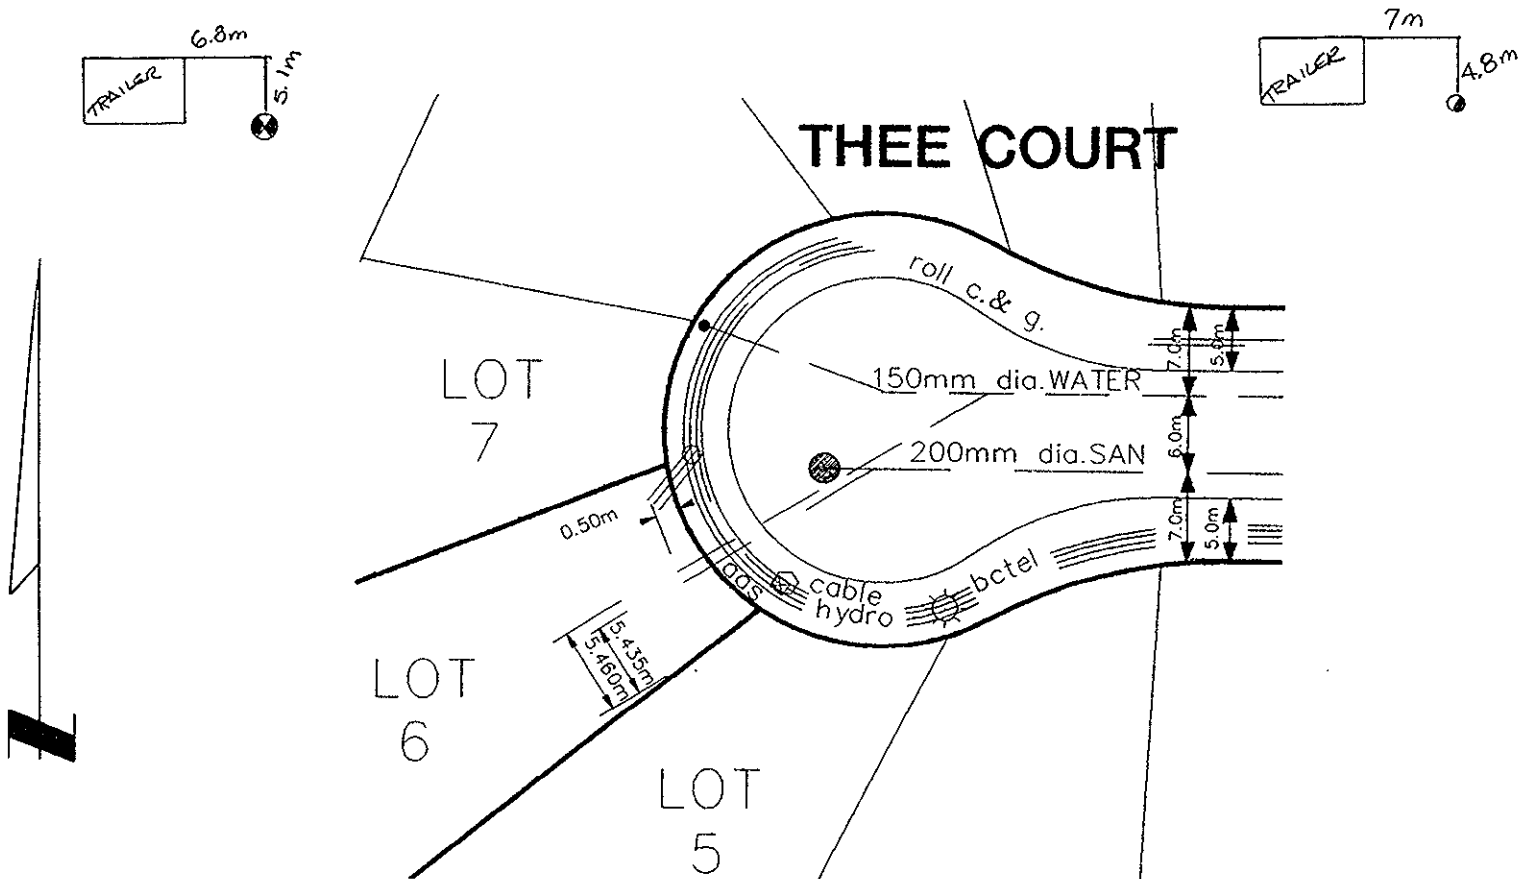 6.8m
5.1m
TRAILER
7m
4.8m
TRAILER
THEE COURT
roll c.& g.
7.0m
5.0m
LOT
7
150mm dia.WATER
6.0m
200mm dia.SAN
0.50m
7.0m
5.0m
gas
cable
hydro
bctel
5.435m
5.460m
LOT
6
LOT
5